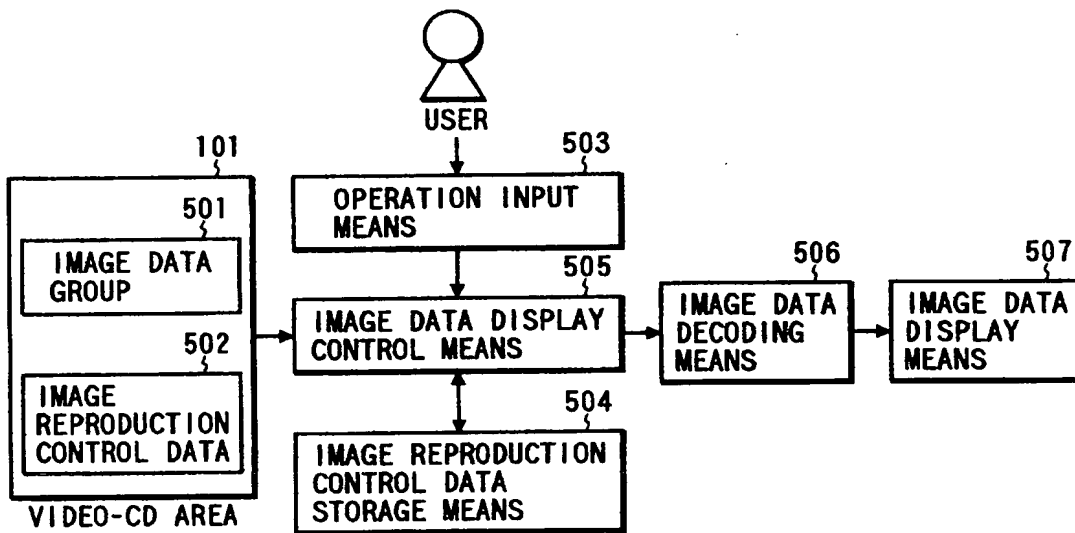 USER
101
503
OPERATION INPUT
MEANS
501
IMAGE DATA
GROUP
505
IMAGE DATA DISPLAY
CONTROL MEANS
506
IMAGE DATA
DECODING
MEANS
507
IMAGE DATA
DISPLAY
MEANS
502
IMAGE
REPRODUCTION
CONTROL DATA
504
IMAGE REPRODUCTION
CONTROL DATA
STORAGE MEANS
VIDEO-CD AREA